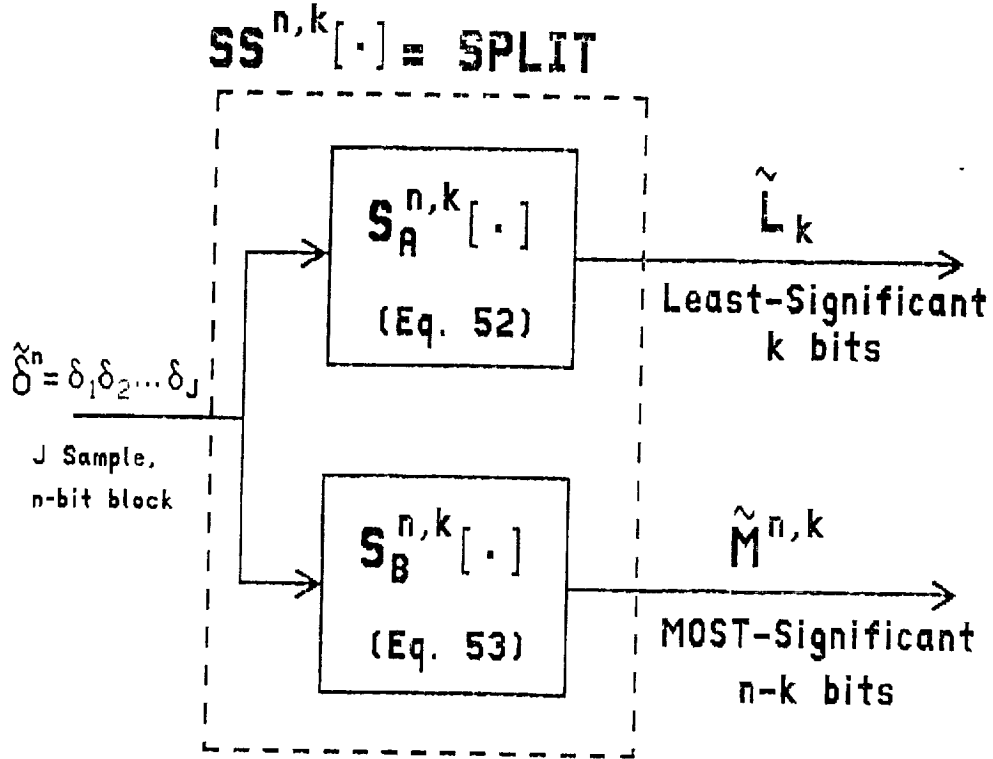 SS^{n,k}[·] = SPLIT
S_A^{n,k}[·]
(Eq. 52)
L̃_k
Least-Significant
k bits
δ̃^n = δ_1δ_2...δ_J
J Sample,
n-bit block
S_B^{n,k}[·]
(Eq. 53)
M̃^{n,k}
MOST-Significant
n-k bits